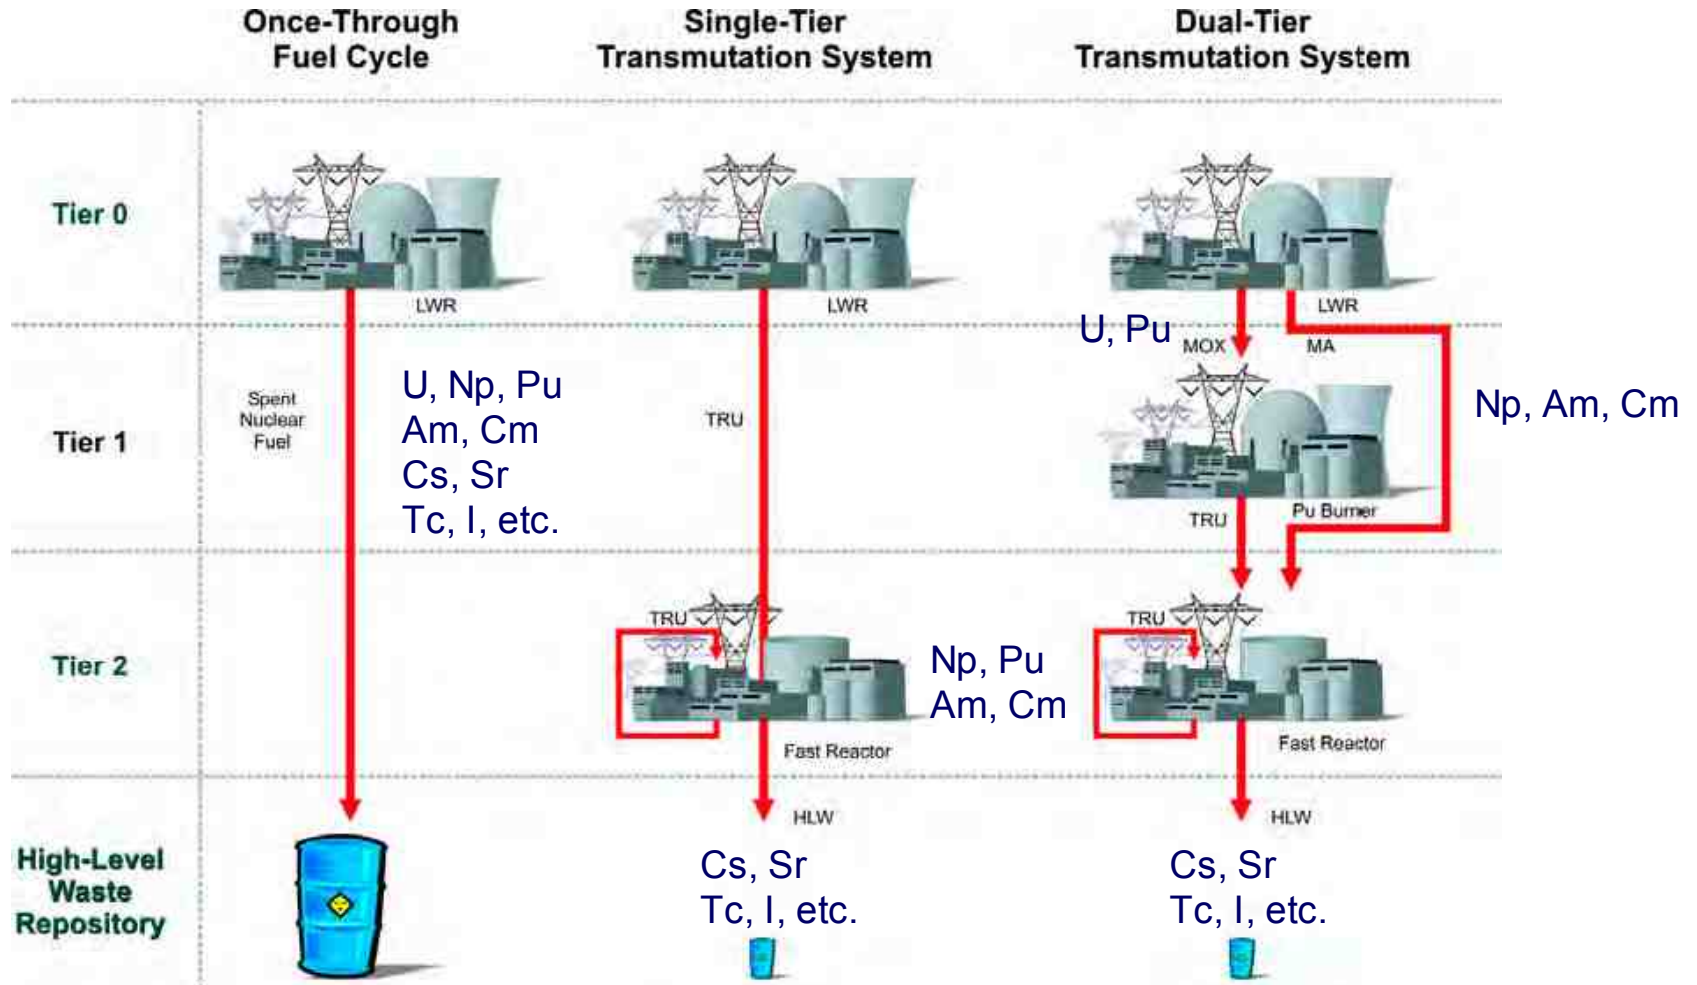 Once-Through
Fuel Cycle
Single-Tier
Transmutation System
Dual-Tier
Transmutation System
Tier 0
LWR
LWR
LWR
Tier 1
Spent
Nuclear
Fuel
U, Np, Pu
Am, Cm
Cs, Sr
Tc, I, etc.
TRU
U, Pu
MOX
MA
Np, Am, Cm
Pu Burner
TRU
Tier 2
TRU
Np, Pu
Am, Cm
Fast Reactor
TRU
Fast Reactor
High-Level
Waste
Repository
HLW
Cs, Sr
Tc, I, etc.
HLW
Cs, Sr
Tc, I, etc.